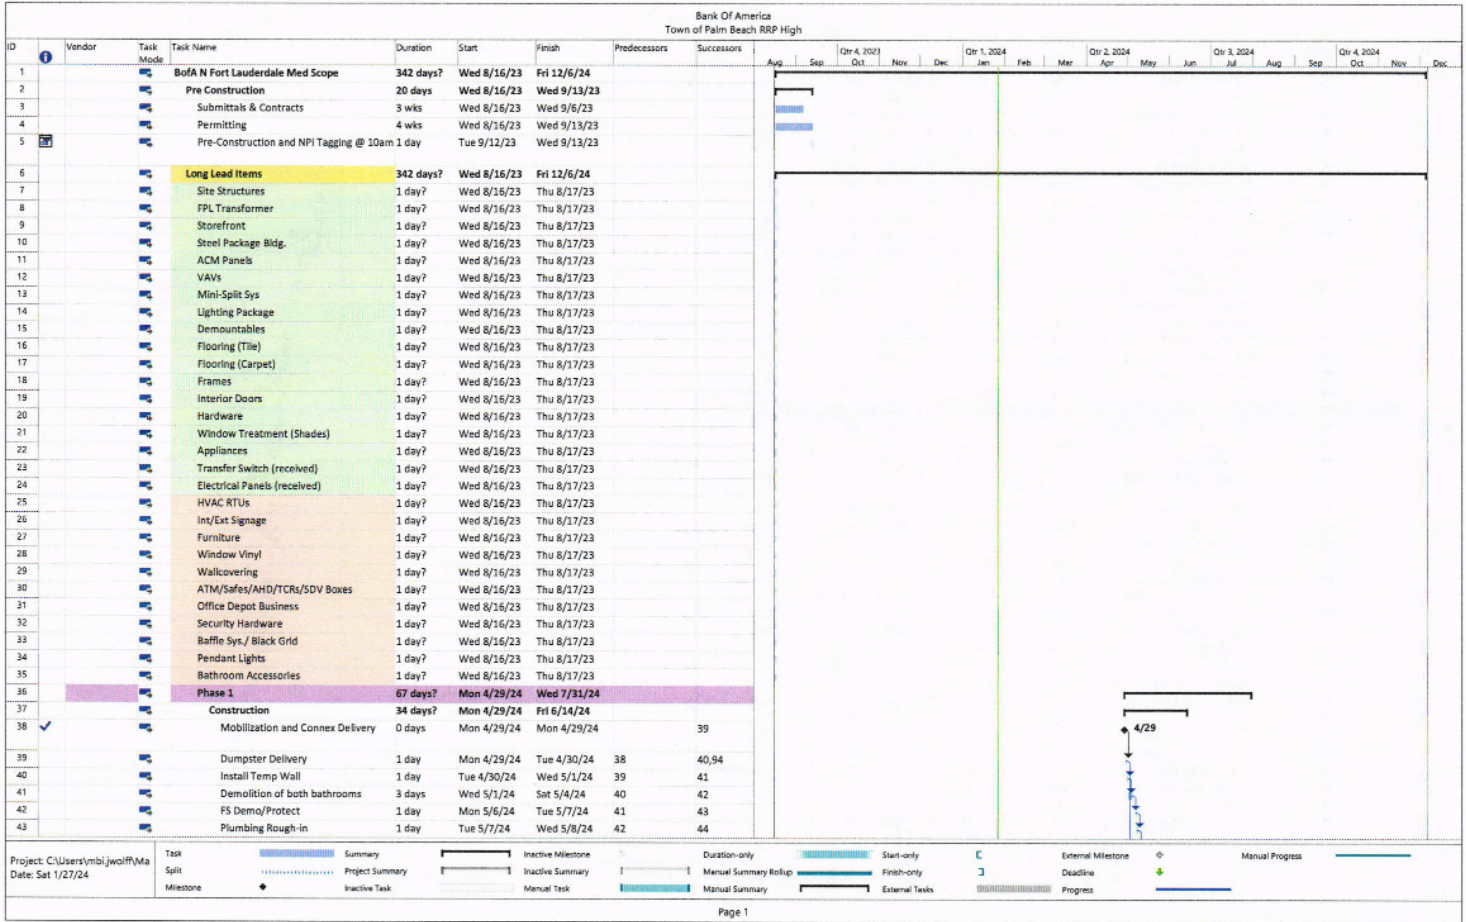 Bank Of America
Town of Palm Beach RRP High
ID Vendor Task Mode Task Name Duration Start Finish Predecessors Successors
Qtr 4, 2023 Qtr 1, 2024 Qtr 2, 2024 Qtr 3, 2024 Qtr 4, 2024
Aug Sep Oct Nov Dec Jan Feb Mar Apr May Jun Jul Aug Sep Oct Nov Dec
1 BofA N Fort Lauderdale Med Scope 342 days? Wed 8/16/23 Fri 12/6/24
2 Pre Construction 20 days Wed 8/16/23 Wed 9/13/23
3 Submittals & Contracts 3 wks Wed 8/16/23 Wed 9/6/23
4 Permitting 4 wks Wed 8/16/23 Wed 9/13/23
5 Pre-Construction and NPI Tagging @ 10am 1 day Tue 9/12/23 Wed 9/13/23
6 Long Lead Items 342 days? Wed 8/16/23 Fri 12/6/24
7 Site Structures 1 day? Wed 8/16/23 Thu 8/17/23
8 FPL Transformer 1 day? Wed 8/16/23 Thu 8/17/23
9 Storefront 1 day? Wed 8/16/23 Thu 8/17/23
10 Steel Package Bldg. 1 day? Wed 8/16/23 Thu 8/17/23
11 ACM Panels 1 day? Wed 8/16/23 Thu 8/17/23
12 VAVs 1 day? Wed 8/16/23 Thu 8/17/23
13 Mini-Split Sys 1 day? Wed 8/16/23 Thu 8/17/23
14 Lighting Package 1 day? Wed 8/16/23 Thu 8/17/23
15 Demountables 1 day? Wed 8/16/23 Thu 8/17/23
16 Flooring (Tile) 1 day? Wed 8/16/23 Thu 8/17/23
17 Flooring (Carpet) 1 day? Wed 8/16/23 Thu 8/17/23
18 Frames 1 day? Wed 8/16/23 Thu 8/17/23
19 Interior Doors 1 day? Wed 8/16/23 Thu 8/17/23
20 Hardware 1 day? Wed 8/16/23 Thu 8/17/23
21 Window Treatment (Shades) 1 day? Wed 8/16/23 Thu 8/17/23
22 Appliances 1 day? Wed 8/16/23 Thu 8/17/23
23 Transfer Switch (received) 1 day? Wed 8/16/23 Thu 8/17/23
24 Electrical Panels (received) 1 day? Wed 8/16/23 Thu 8/17/23
25 HVAC RTUs 1 day? Wed 8/16/23 Thu 8/17/23
26 Int/Ext Signage 1 day? Wed 8/16/23 Thu 8/17/23
27 Furniture 1 day? Wed 8/16/23 Thu 8/17/23
28 Window Vinyl 1 day? Wed 8/16/23 Thu 8/17/23
29 Wallcovering 1 day? Wed 8/16/23 Thu 8/17/23
30 ATM/Safes/AHD/TCRs/SDV Boxes 1 day? Wed 8/16/23 Thu 8/17/23
31 Office Depot Business 1 day? Wed 8/16/23 Thu 8/17/23
32 Security Hardware 1 day? Wed 8/16/23 Thu 8/17/23
33 Baffle Sys./ Black Grid 1 day? Wed 8/16/23 Thu 8/17/23
34 Pendant Lights 1 day? Wed 8/16/23 Thu 8/17/23
35 Bathroom Accessories 1 day? Wed 8/16/23 Thu 8/17/23
36 Phase 1 67 days? Mon 4/29/24 Wed 7/31/24
37 Construction 34 days? Mon 4/29/24 Fri 6/14/24
38 Mobilization and Connex Delivery 0 days Mon 4/29/24 Mon 4/29/24 39 4/29
39 Dumpster Delivery 1 day Mon 4/29/24 Tue 4/30/24 38 40,94
40 Install Temp Wall 1 day Tue 4/30/24 Wed 5/1/24 39 41
41 Demolition of both bathrooms 3 days Wed 5/1/24 Sat 5/4/24 40 42
42 FS Demo/Protect 1 day Mon 5/6/24 Tue 5/7/24 41 43
43 Plumbing Rough-in 1 day Tue 5/7/24 Wed 5/8/24 42 44
Project: C:\Users\mbi.jwolff\Ma
Date: Sat 1/27/24
Task Summary Inactive Milestone Duration-only Start-only External Milestone Manual Progress
Split Project Summary Inactive Summary Manual Summary Rollup Finish-only Deadline
Milestone Inactive Task Manual Task Manual Summary External Tasks Progress
Page 1